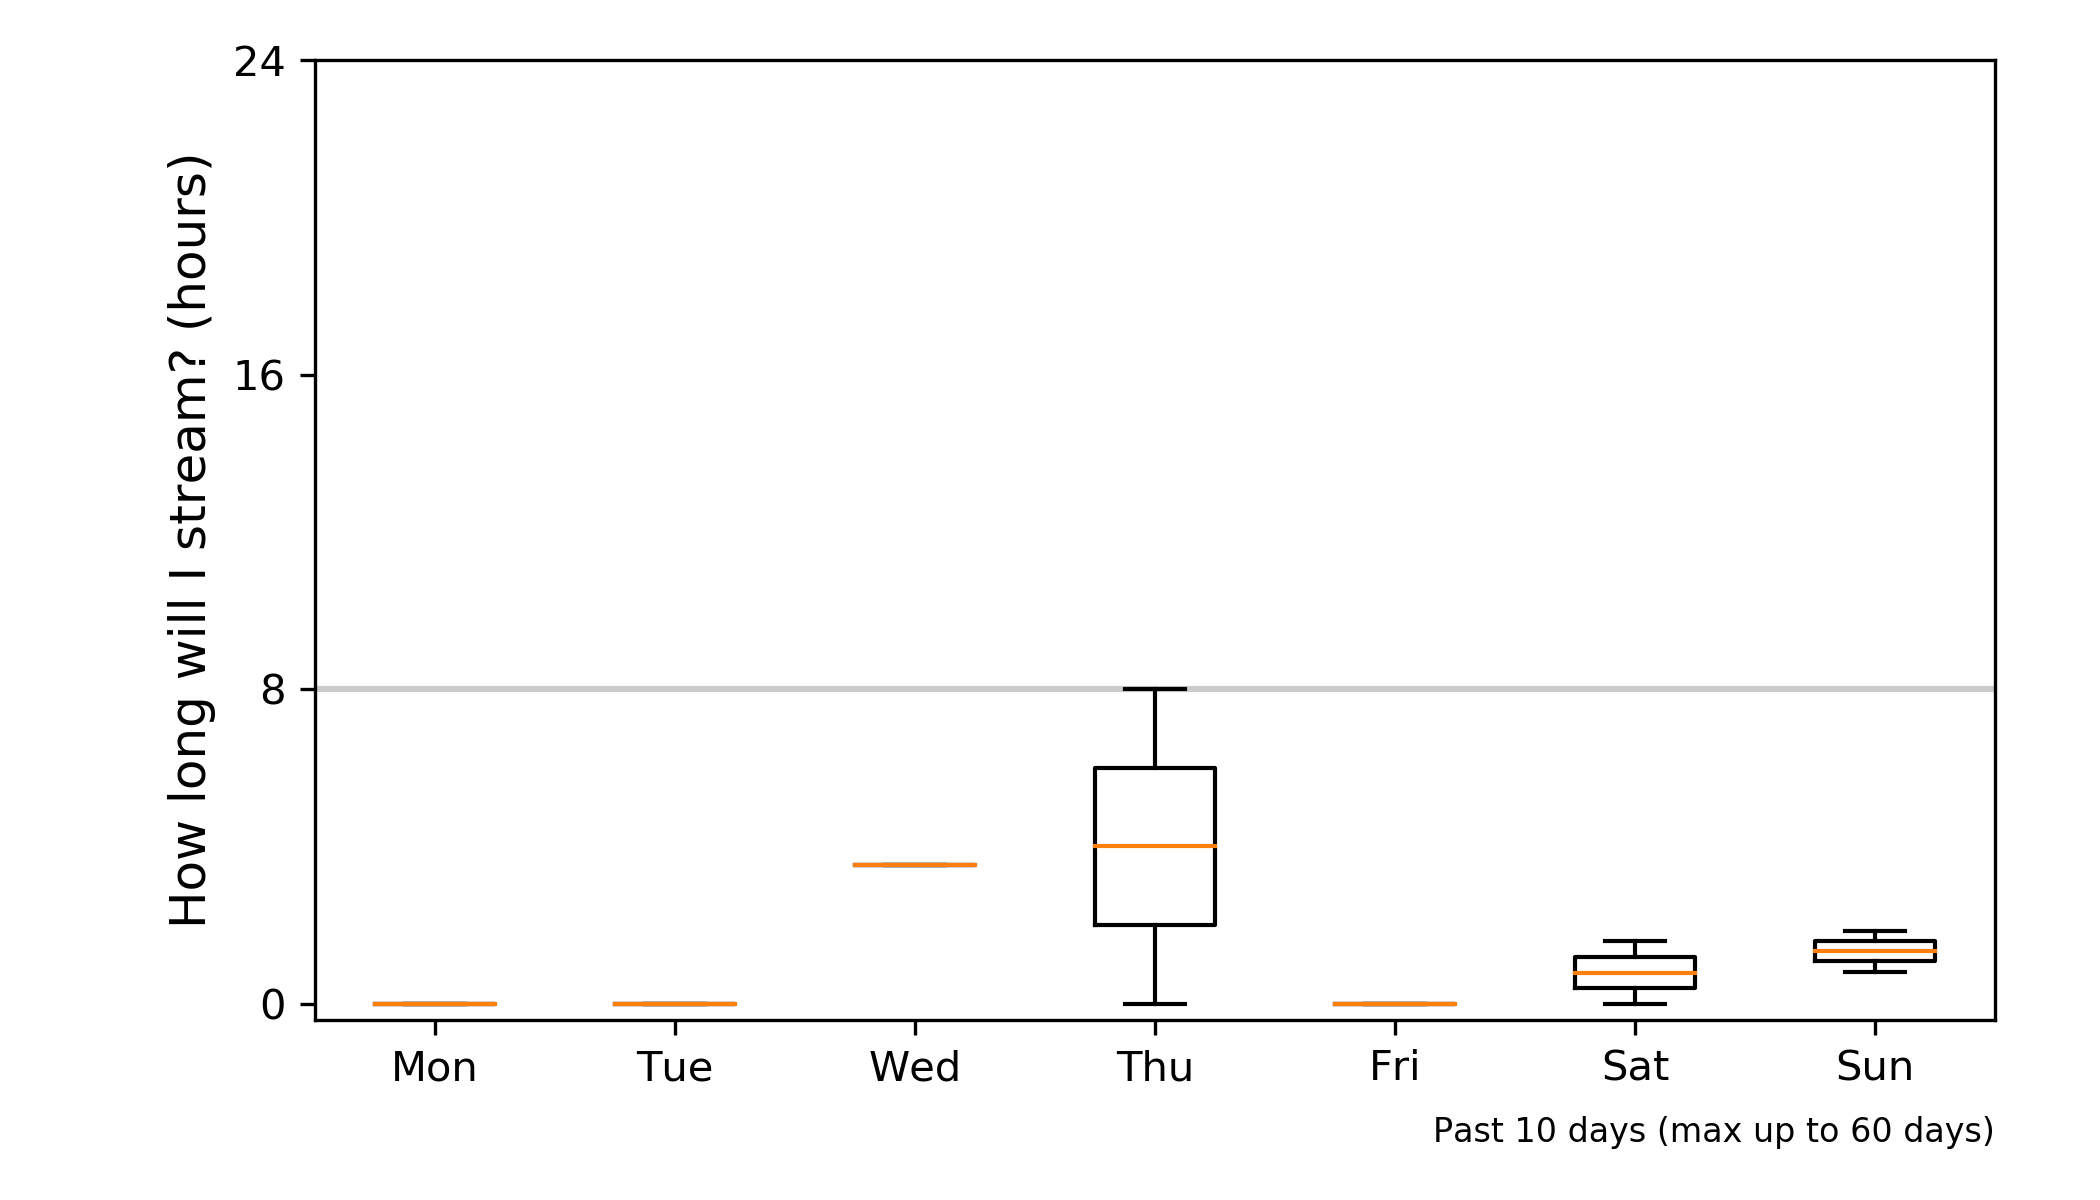 How long will I stream? (hours)
24
16
8
0
Mon Tue Wed Thu Fri Sat Sun
Past 10 days (max up to 60 days)